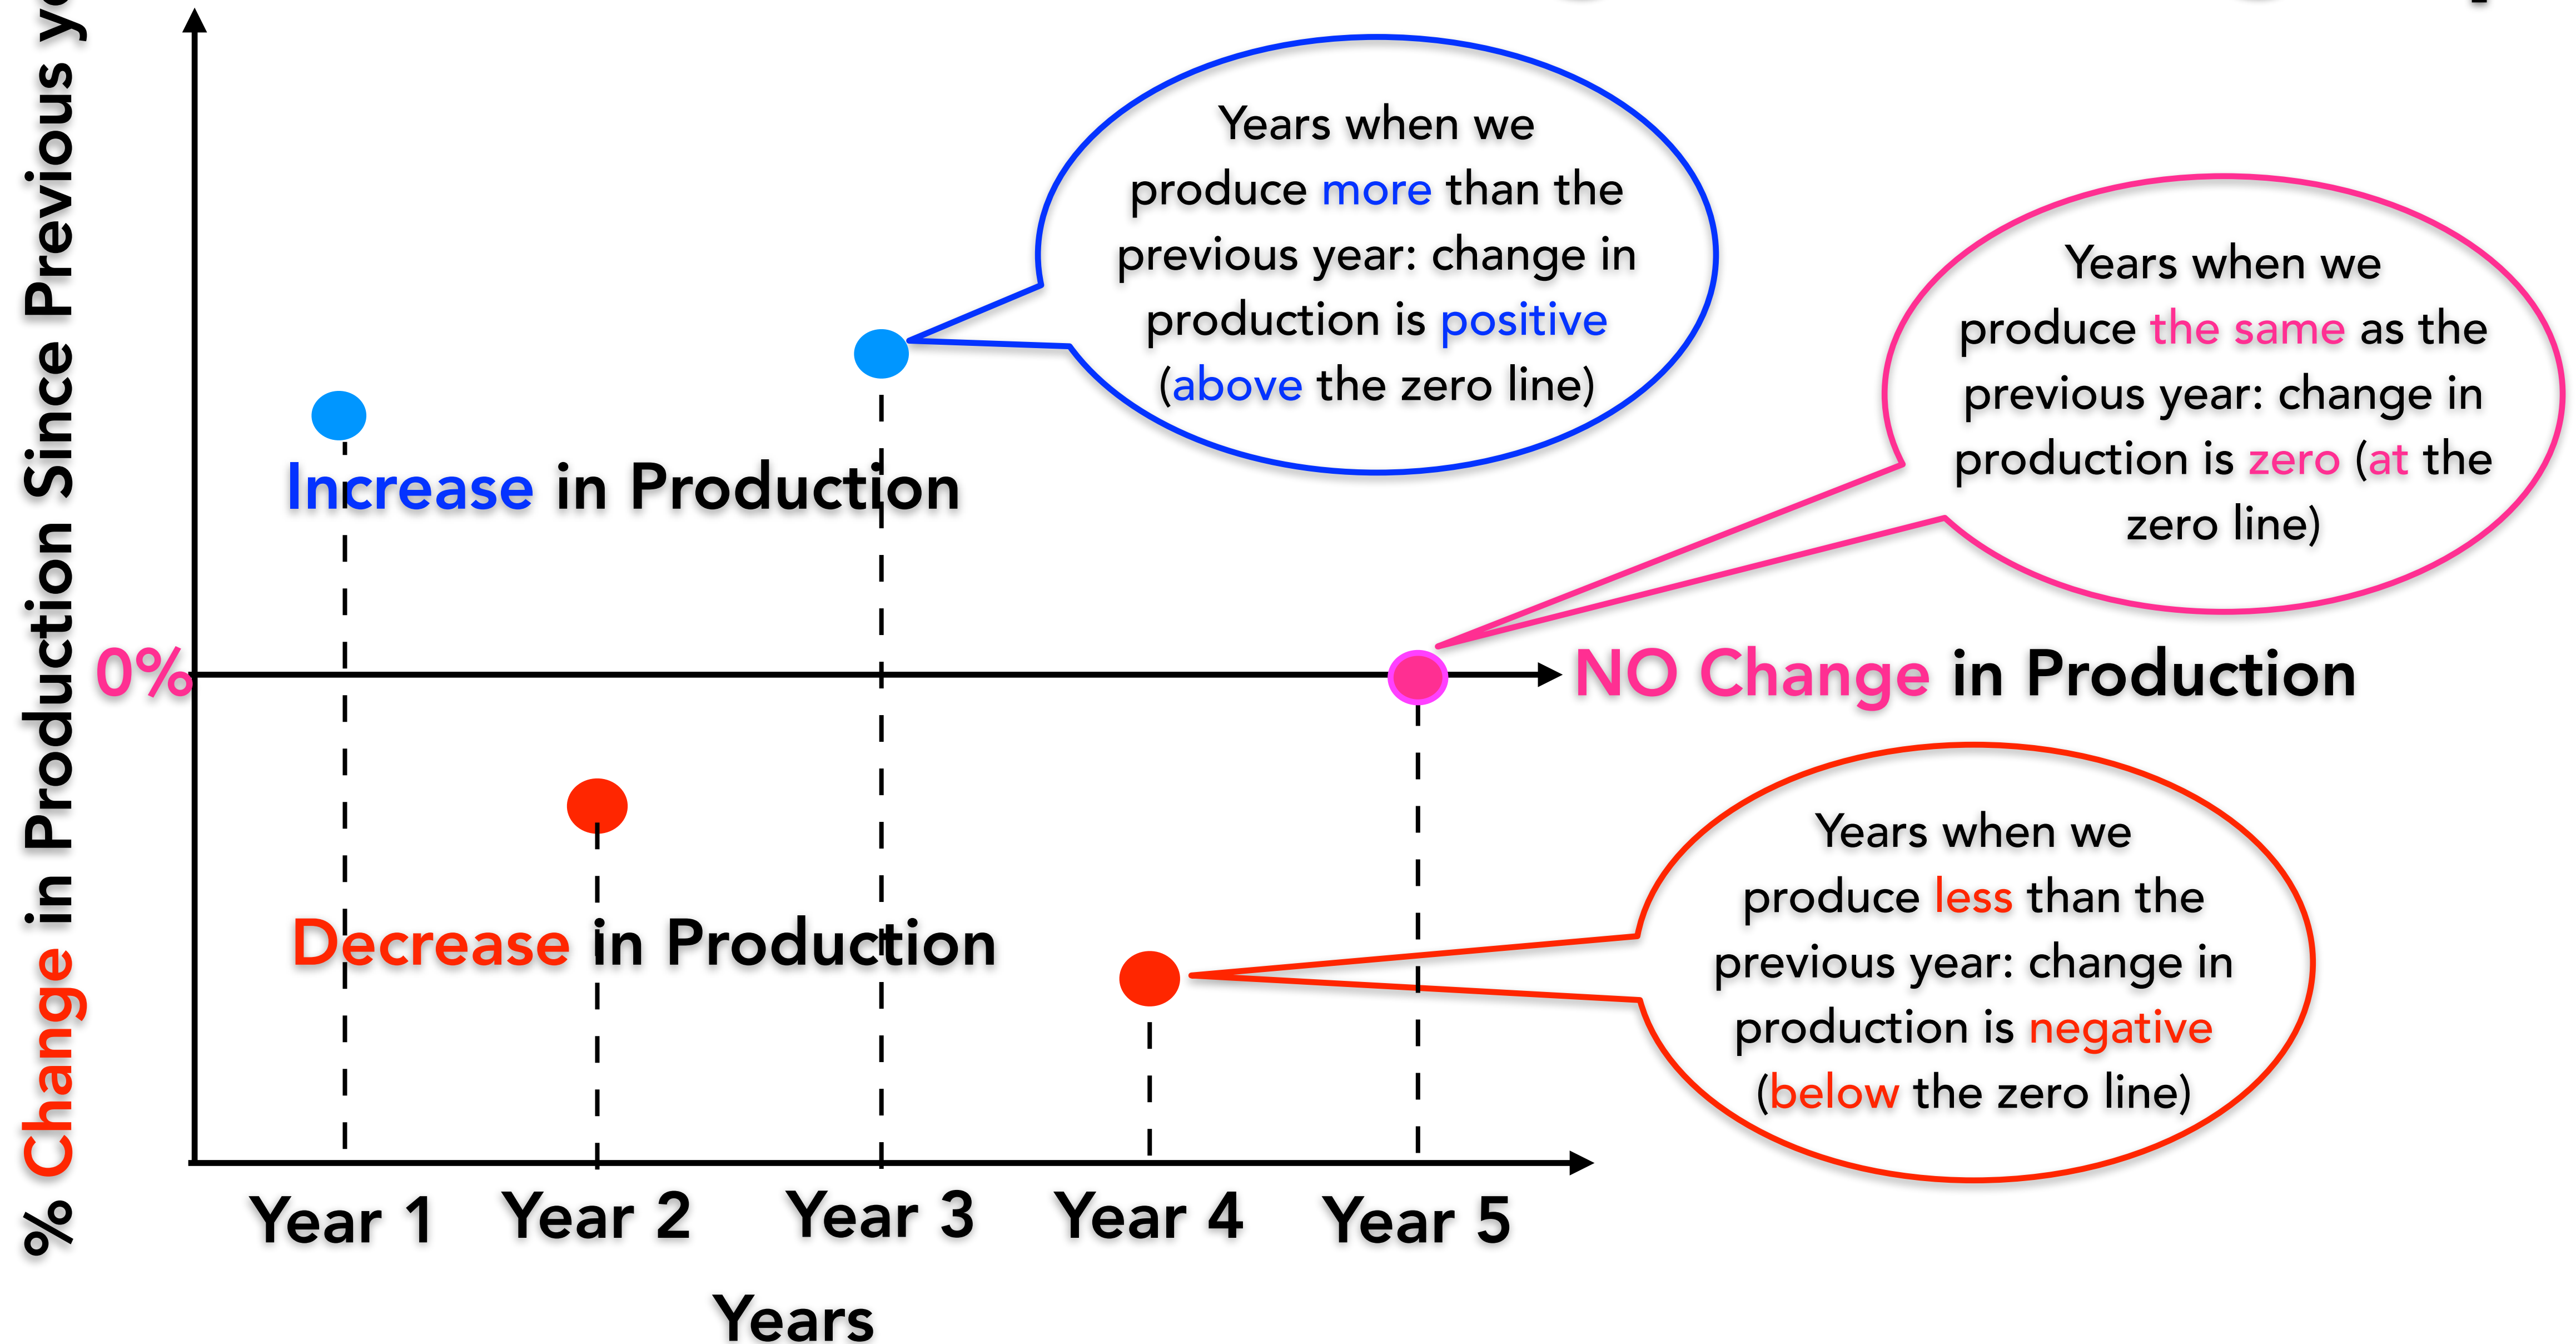 % Change in Production Since Previous
Years when we
produce more than the
previous year: change in
production is positive
(above the zero line)
Years when we
produce the same as the
previous year: change in
production is zero (at the
zero line)
Increase in Production
0%
NO Change in Production
Years when we
produce less than the
previous year: change in
production is negative
(below the zero line)
Decrease in Production
Year 1
Year 2
Year 3
Year 4
Year 5
Years